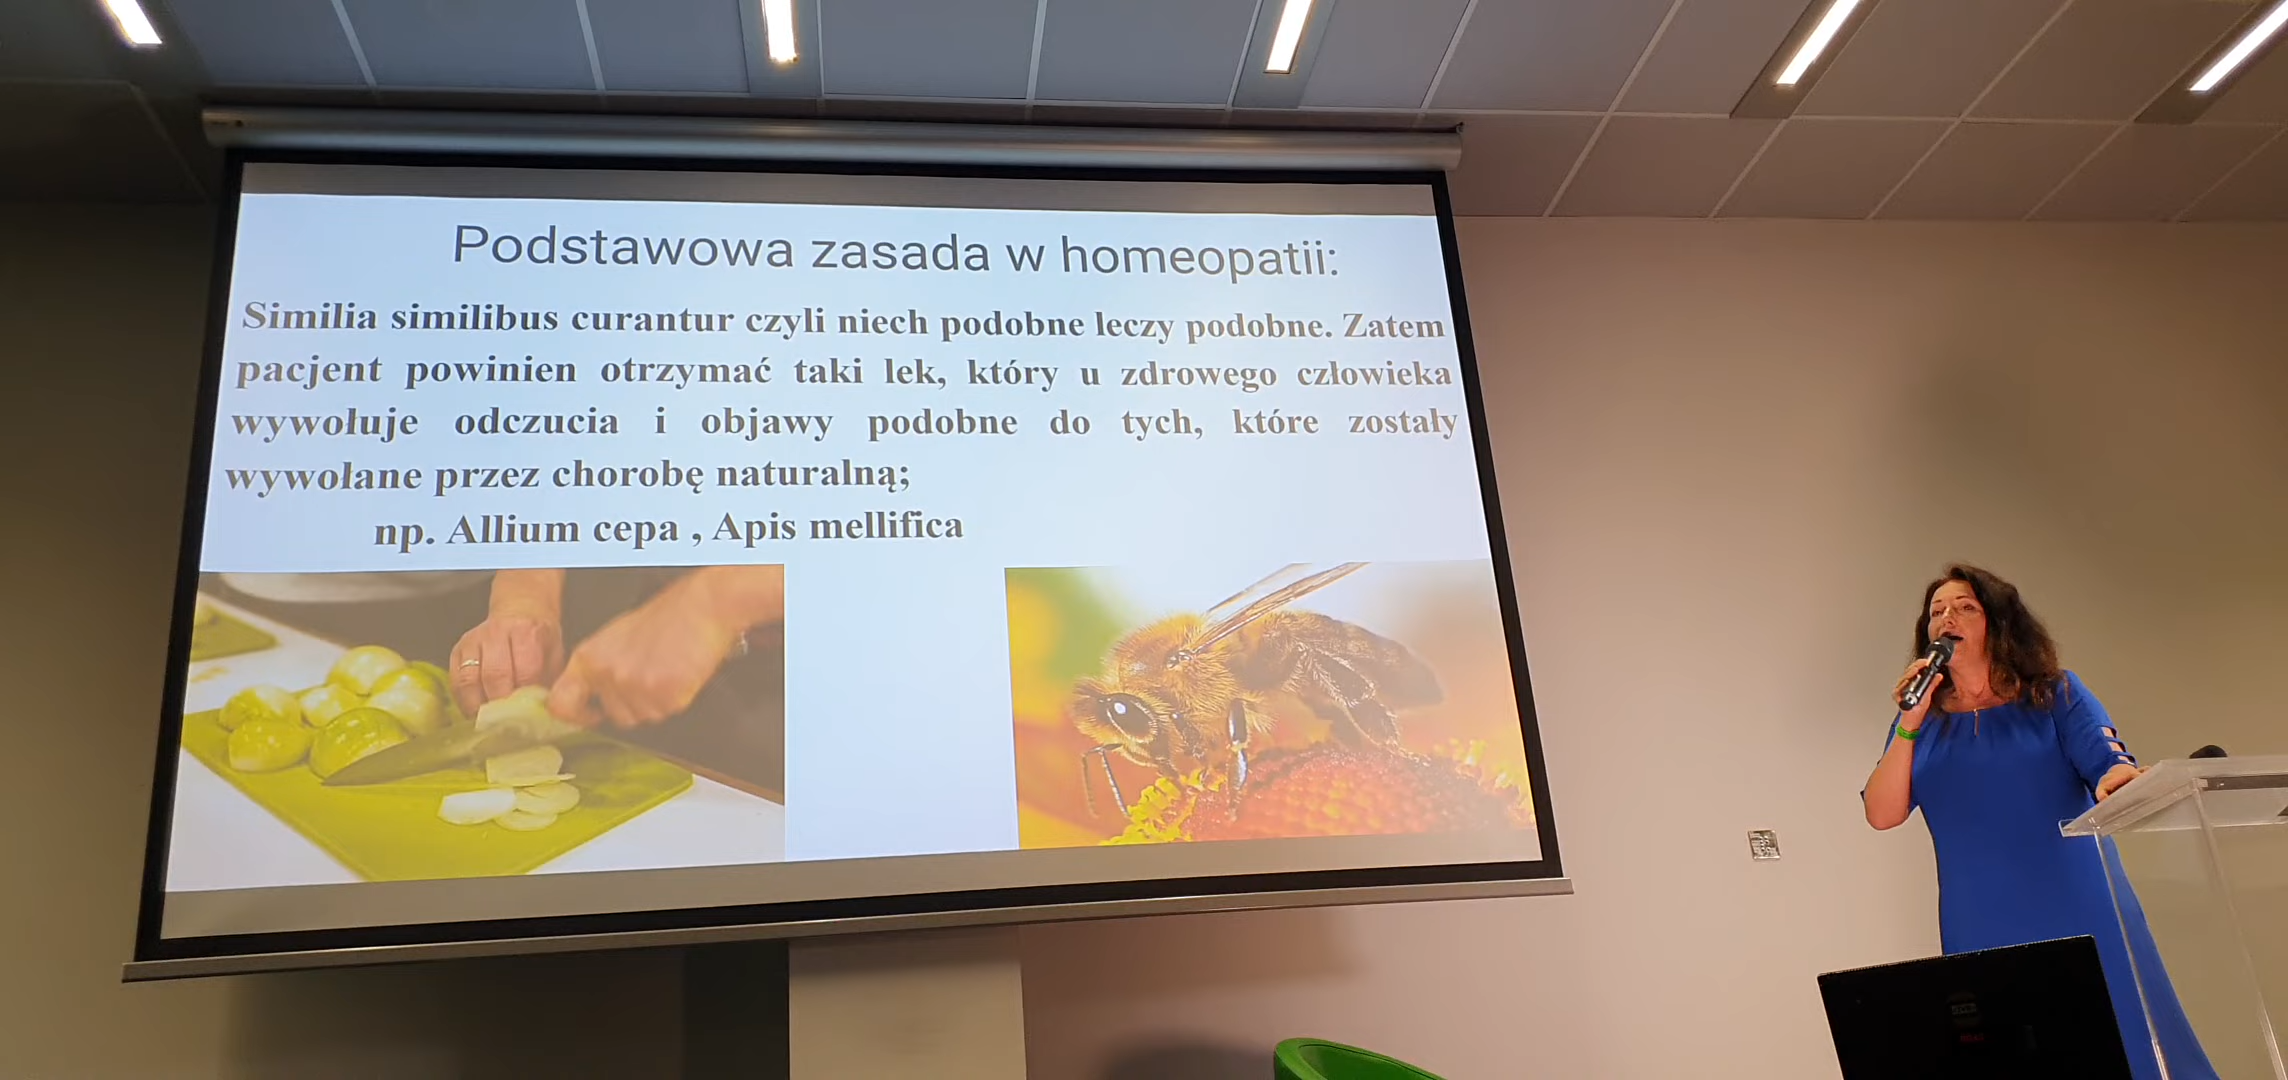 Podstawowa zasada w homeopatii:
Similia similibus curantur czyli niech podobne leczy podobne. Zatem
pacjent powinien otrzymać taki lek, który u zdrowego człowieka
wywołuje odczucia i objawy podobne do tych, które zostały
wywołane przez chorobę naturalną;
np. Allium cepa , Apis mellifica